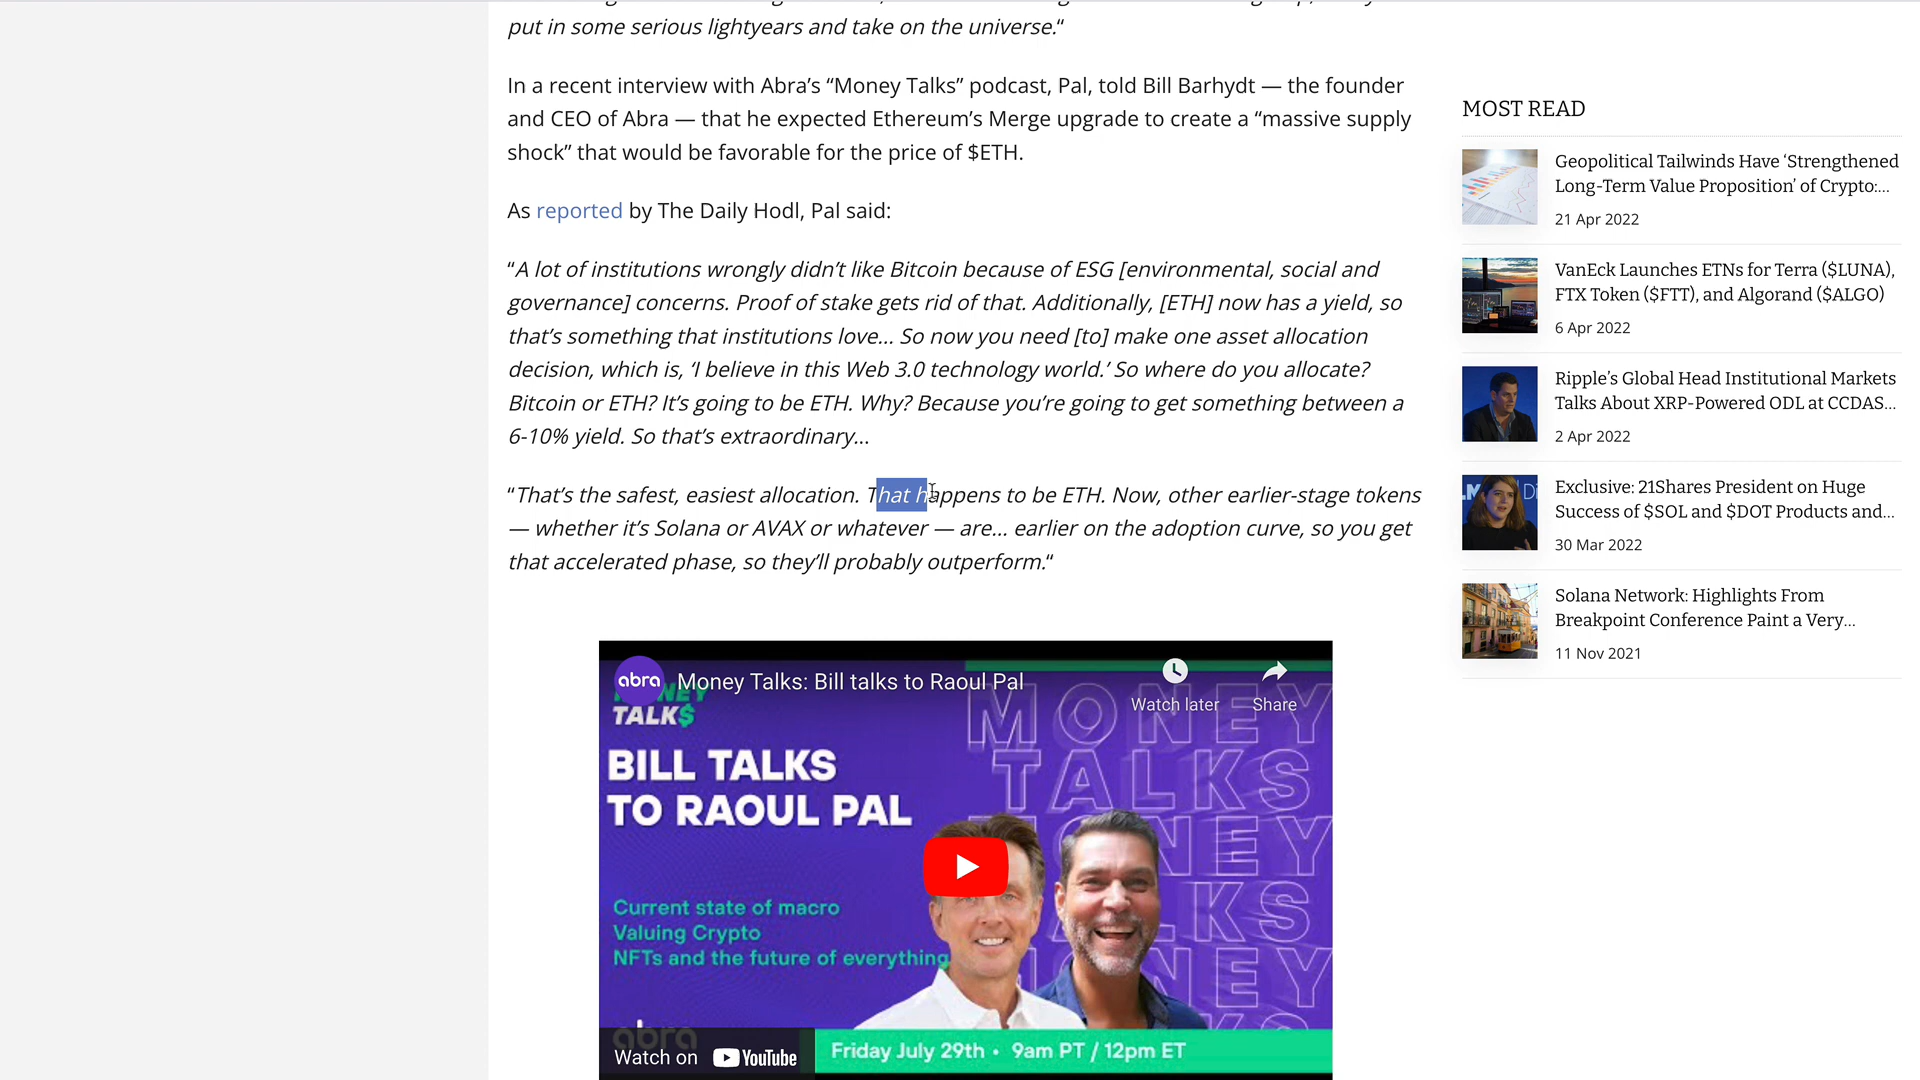 put in some serious lightyears and take on the universe.“
In a recent interview with Abra’s “Money Talks” podcast, Pal, told Bill Barhydt — the founder
and CEO of Abra — that he expected Ethereum’s Merge upgrade to create a “massive supply
shock” that would be favorable for the price of $ETH.
As reported by The Daily Hodl, Pal said:
“A lot of institutions wrongly didn’t like Bitcoin because of ESG [environmental, social and
governance] concerns. Proof of stake gets rid of that. Additionally, [ETH] now has a yield, so
that’s something that institutions love… So now you need [to] make one asset allocation
decision, which is, ‘I believe in this Web 3.0 technology world.’ So where do you allocate?
Bitcoin or ETH? It’s going to be ETH. Why? Because you’re going to get something between a
6-10% yield. So that’s extraordinary…
“That’s the safest, easiest allocation. That happens to be ETH. Now, other earlier-stage tokens
— whether it’s Solana or AVAX or whatever — are… earlier on the adoption curve, so you get
that accelerated phase, so they’ll probably outperform.“
abra
Money Talks: Bill talks to Raoul Pal
Watch later
Share
MONEY
TALK$
BILL TALKS
TO RAOUL PAL
Current state of macro
Valuing Crypto
NFTs and the future of everything
MONEY
TALKS
MONEY
LKS
NEY
KS
abra
Watch on YouTube
Friday July 29th • 9am PT / 12pm ET
MOST READ
Geopolitical Tailwinds Have ‘Strengthened
Long-Term Value Proposition’ of Crypto:...
21 Apr 2022
VanEck Launches ETNs for Terra ($LUNA),
FTX Token ($FTT), and Algorand ($ALGO)
6 Apr 2022
Ripple’s Global Head Institutional Markets
Talks About XRP-Powered ODL at CCDAS...
2 Apr 2022
Exclusive: 21Shares President on Huge
Success of $SOL and $DOT Products and...
30 Mar 2022
Solana Network: Highlights From
Breakpoint Conference Paint a Very...
11 Nov 2021